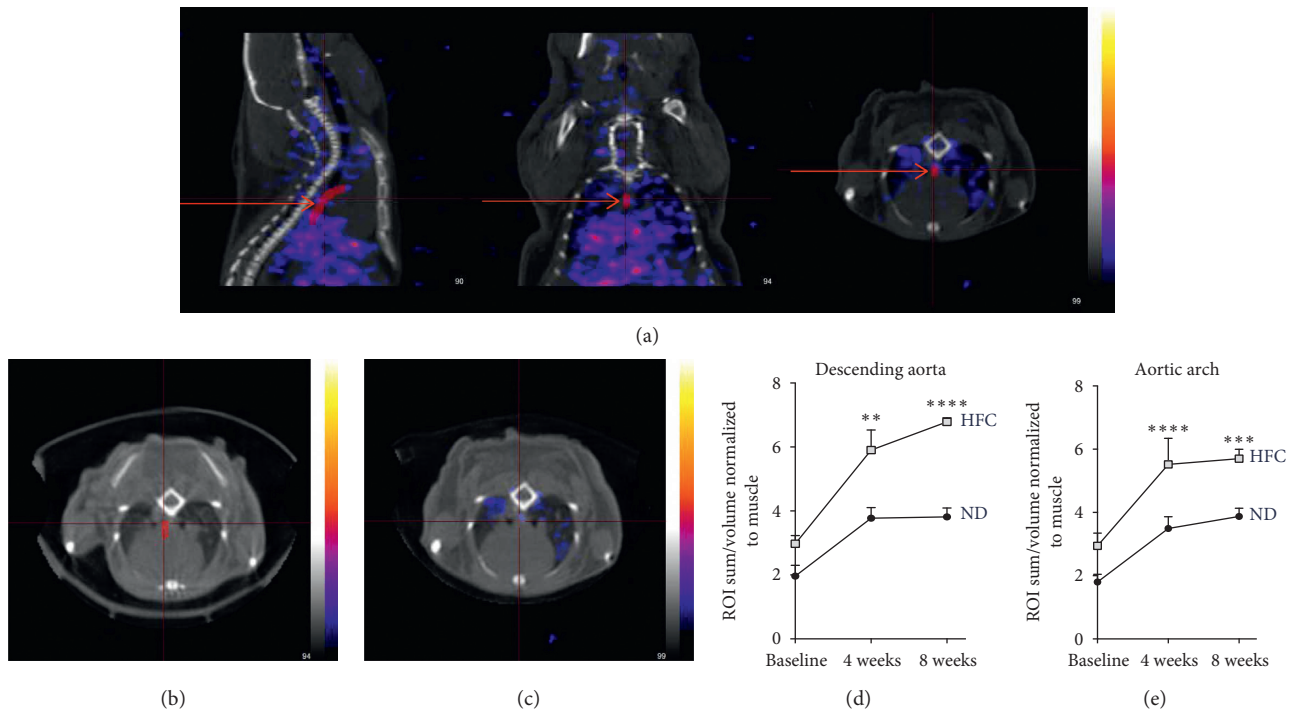 90
94
99
(a)
94
(b)
99
(c)
Descending aorta
ROI sum/volume normalized
to muscle
8
6
4
2
0
**
****
HFC
ND
Baseline
4 weeks
8 weeks
(d)
Aortic arch
ROI sum/volume normalized
to muscle
8
6
4
2
0
****
***
HFC
ND
Baseline
4 weeks
8 weeks
(e)